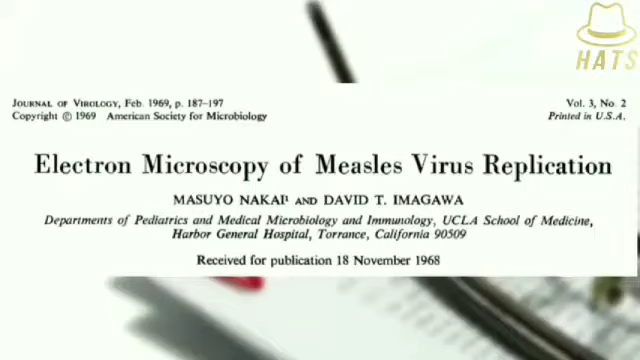 HATS
JOURNAL OF VIROLOGY, Feb. 1969, p. 187–197
Copyright © 1969 American Society for Microbiology
Vol. 3, No. 2
Printed in U.S.A.
Electron Microscopy of Measles Virus Replication
MASUYO NAKAI¹ AND DAVID T. IMAGAWA
Departments of Pediatrics and Medical Microbiology and Immunology, UCLA School of Medicine,
Harbor General Hospital, Torrance, California 90509
Received for publication 18 November 1968